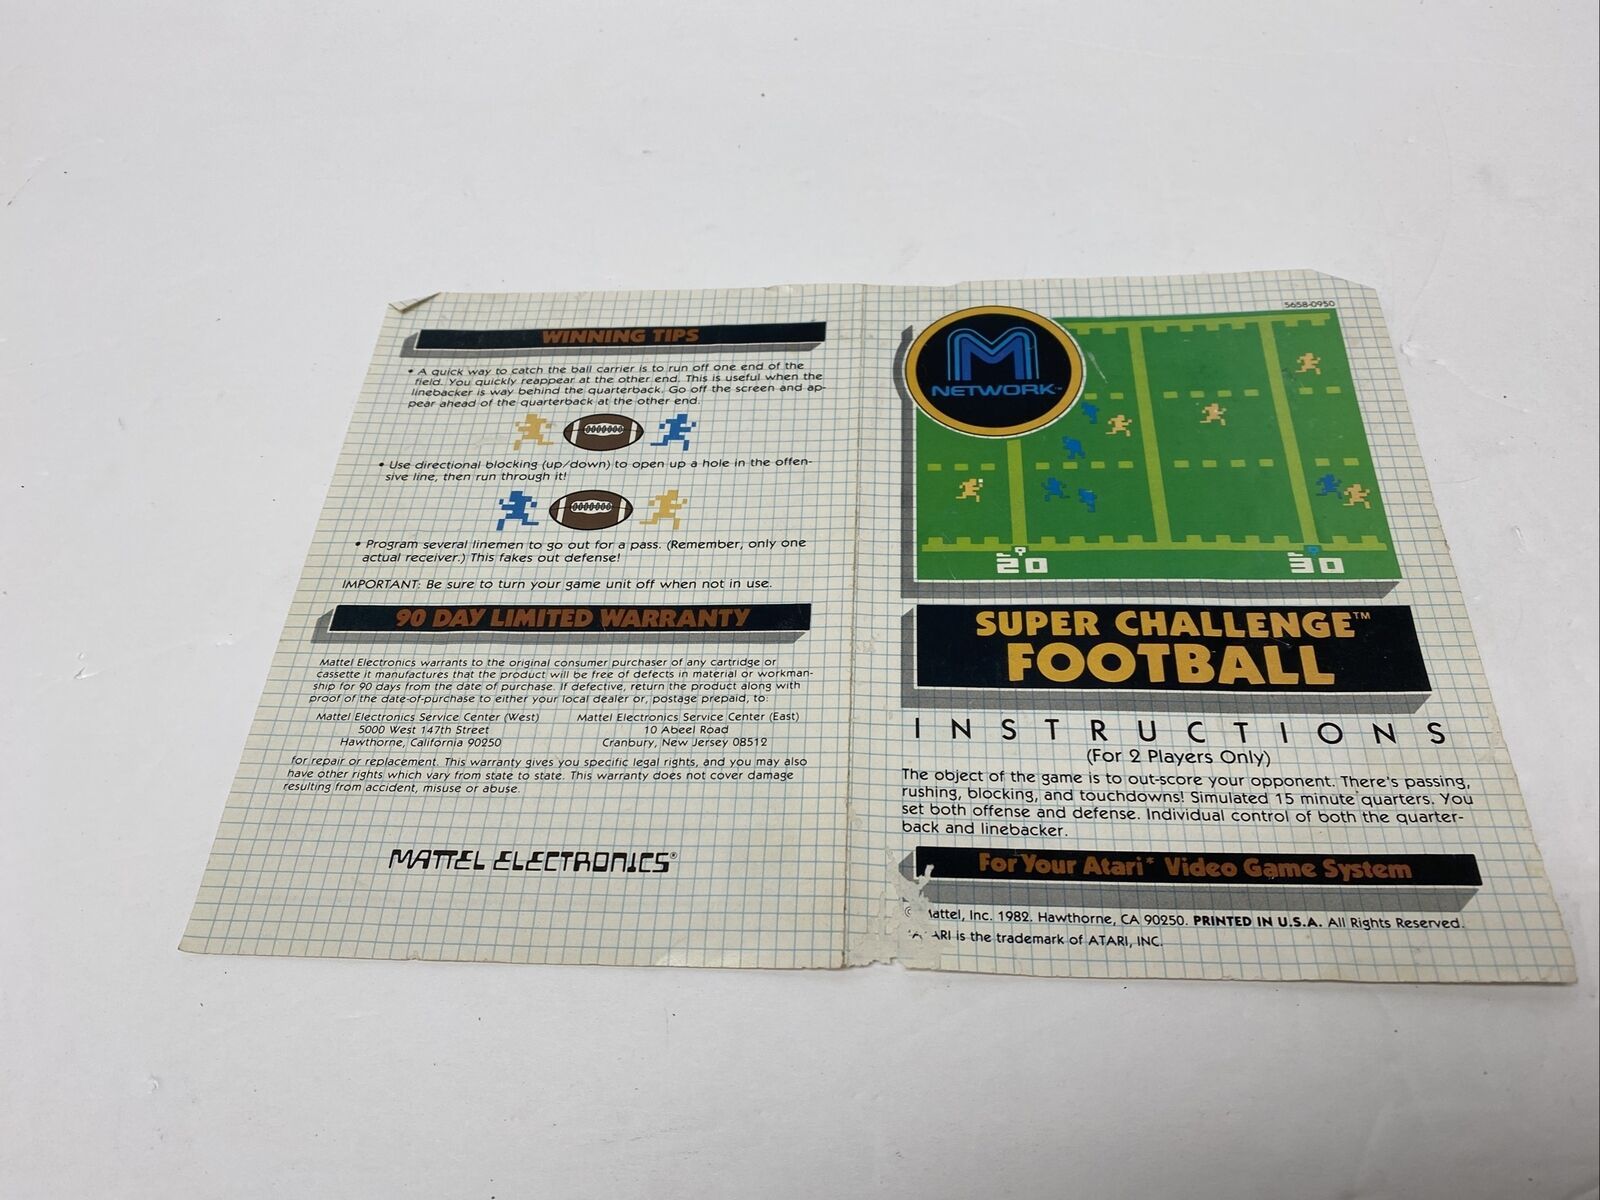 WINNING TIPS
• A quick way to catch the ball carrier is to run off one end of the
field. You quickly reappear at the other end. This is useful when the
linebacker is way behind the quarterback. Go off the screen and ap-
pear ahead of the quarterback at the other end.
• Use directional blocking (up/down) to open up a hole in the offen-
sive line, then run through it!
• Program several linemen to go out for a pass. (Remember, only one
actual receiver.) This fakes out defense!
IMPORTANT: Be sure to turn your game unit off when not in use.
90 DAY LIMITED WARRANTY
Mattel Electronics warrants to the original consumer purchaser of any cartridge or
cassette it manufactures that the product will be free of defects in material or workman-
ship for 90 days from the date of purchase. If defective, return the product along with
proof of the date-of-purchase to either your local dealer or, postage prepaid, to:
Mattel Electronics Service Center (West)
5000 West 147th Street
Hawthorne, California 90250
Mattel Electronics Service Center (East)
10 Abeel Road
Cranbury, New Jersey 08512
for repair or replacement. This warranty gives you specific legal rights, and you may also
have other rights which vary from state to state. This warranty does not cover damage
resulting from accident, misuse or abuse.
MATTEL ELECTRONICS®
5658-0950
M
NETWORK™
20 30
SUPER CHALLENGE™
FOOTBALL
INSTRUCTIONS
(For 2 Players Only)
The object of the game is to out-score your opponent. There's passing,
rushing, blocking, and touchdowns! Simulated 15 minute quarters. You
set both offense and defense. Individual control of both the quarter-
back and linebacker.
For Your Atari* Video Game System
© Mattel, Inc. 1982. Hawthorne, CA 90250. PRINTED IN U.S.A. All Rights Reserved.
*ATARI is the trademark of ATARI, INC.